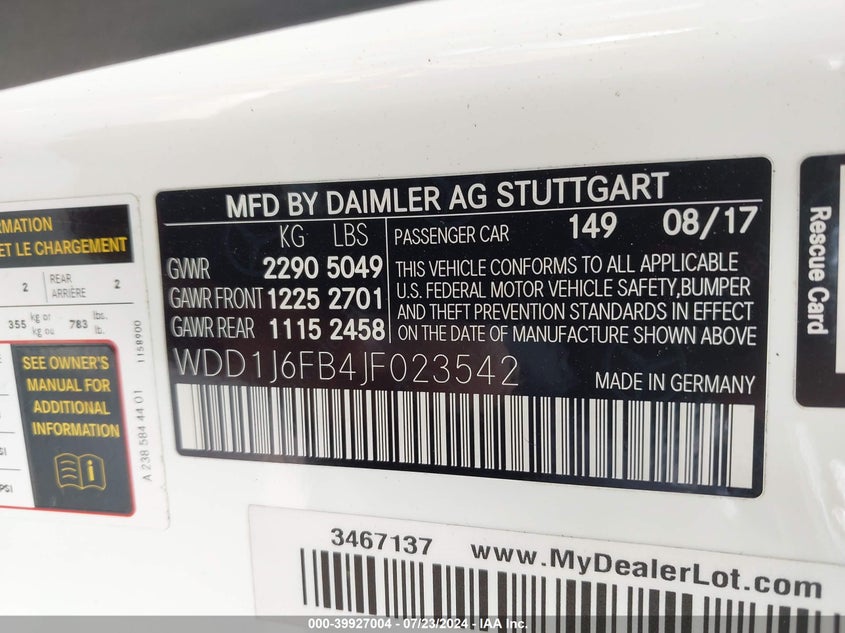 RMATION
ET LE CHARGEMENT
2 REAR ARRIÈRE 2
355 kg or kg ou 783 lb. lb.
SEE OWNER'S
MANUAL FOR
ADDITIONAL
INFORMATION
PSI
A 238 584 44 01 1158900
MFD BY DAIMLER AG STUTTGART
KG LBS
GVWR 2290 5049
GAWR FRONT 1225 2701
GAWR REAR 1115 2458
PASSENGER CAR 149 08/17
THIS VEHICLE CONFORMS TO ALL APPLICABLE
U.S. FEDERAL MOTOR VEHICLE SAFETY, BUMPER
AND THEFT PREVENTION STANDARDS IN EFFECT
ON THE DATE OF MANUFACTURE SHOWN ABOVE
WDD1J6FB4JF023542
MADE IN GERMANY
Rescue Card
3467137 www.MyDealerLot.com
000-39927004 / 07/23/2024 - IAA Inc.